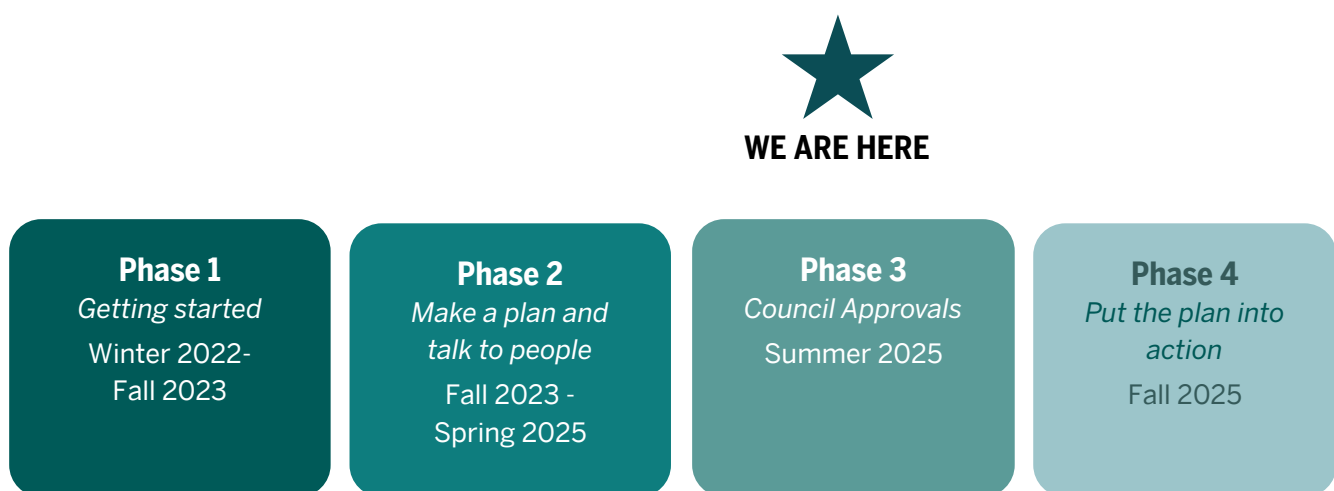 WE ARE HERE
Phase 1
Getting started
Winter 2022-
Fall 2023
Phase 2
Make a plan and
talk to people
Fall 2023 -
Spring 2025
Phase 3
Council Approvals
Summer 2025
Phase 4
Put the plan into
action
Fall 2025